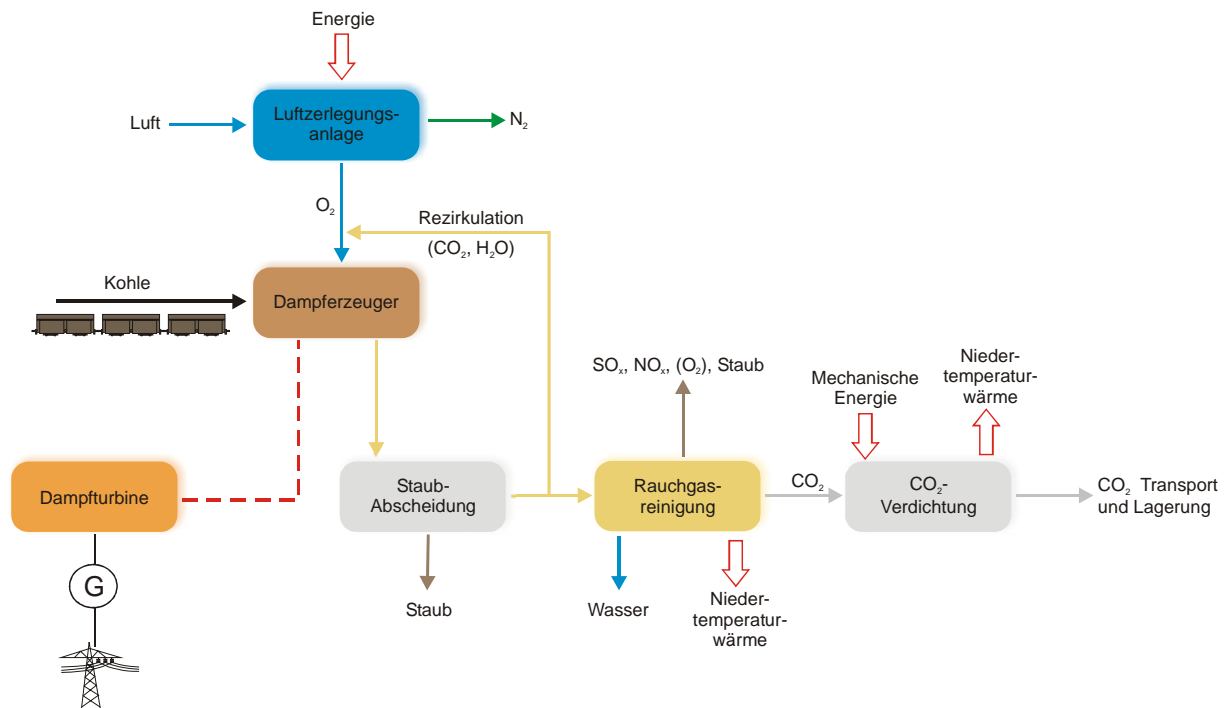 Energie
Luftzerlegungs-
anlage
Luft
N₂
O₂
Rezirkulation
(CO₂, H₂O)
Kohle
Dampferzeuger
SOₓ, NOₓ, (O₂), Staub
Mechanische
Energie
Nieder-
temperatur-
wärme
Dampfturbine
Staub-
Abscheidung
Rauchgas-
reinigung
CO₂
CO₂-
Verdichtung
CO₂ Transport
und Lagerung
G
Staub
Wasser
Nieder-
temperatur-
wärme